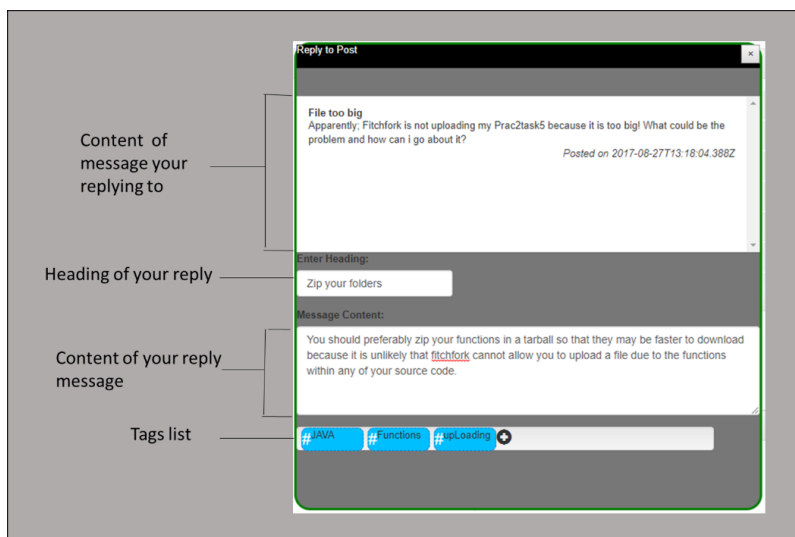 Reply to Post
×
File too big
Apparently; Fitchfork is not uploading my Prac2task5 because it is too big! What could be the
problem and how can i go about it?
Posted on 2017-08-27T13:18:04.388Z
Content of
message your
replying to
Enter Heading:
Heading of your reply
Zip your folders
Message Content:
You should preferably zip your functions in a tarball so that they may be faster to download
because it is unlikely that fitchfork cannot allow you to upload a file due to the functions
within any of your source code.
Content of your reply
message
Tags list
#JAVA #Functions #upLoading